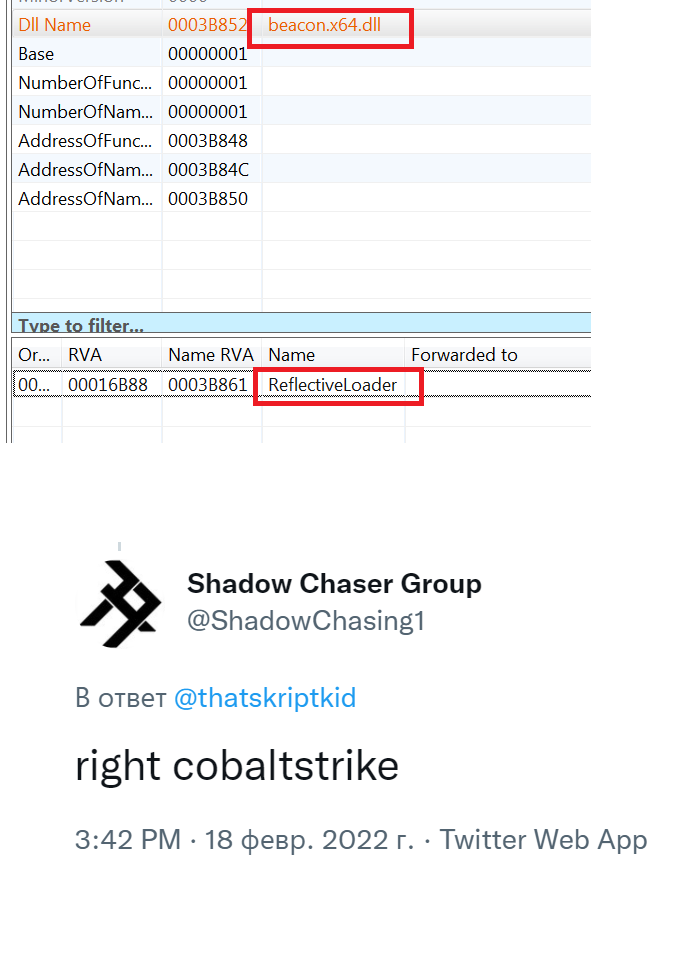 Dll Name 0003B852 beacon.x64.dll
Base 00000001
NumberOfFunc... 00000001
NumberOfNam... 00000001
AddressOfFunc... 0003B848
AddressOfNam... 0003B84C
AddressOfNam... 0003B850
Type to filter...
Or... RVA Name RVA Name Forwarded to
00... 00016B88 0003B861 ReflectiveLoader
Shadow Chaser Group
@ShadowChasing1
В ответ @thatskriptkid
right cobaltstrike
3:42 PM · 18 февр. 2022 г. · Twitter Web App